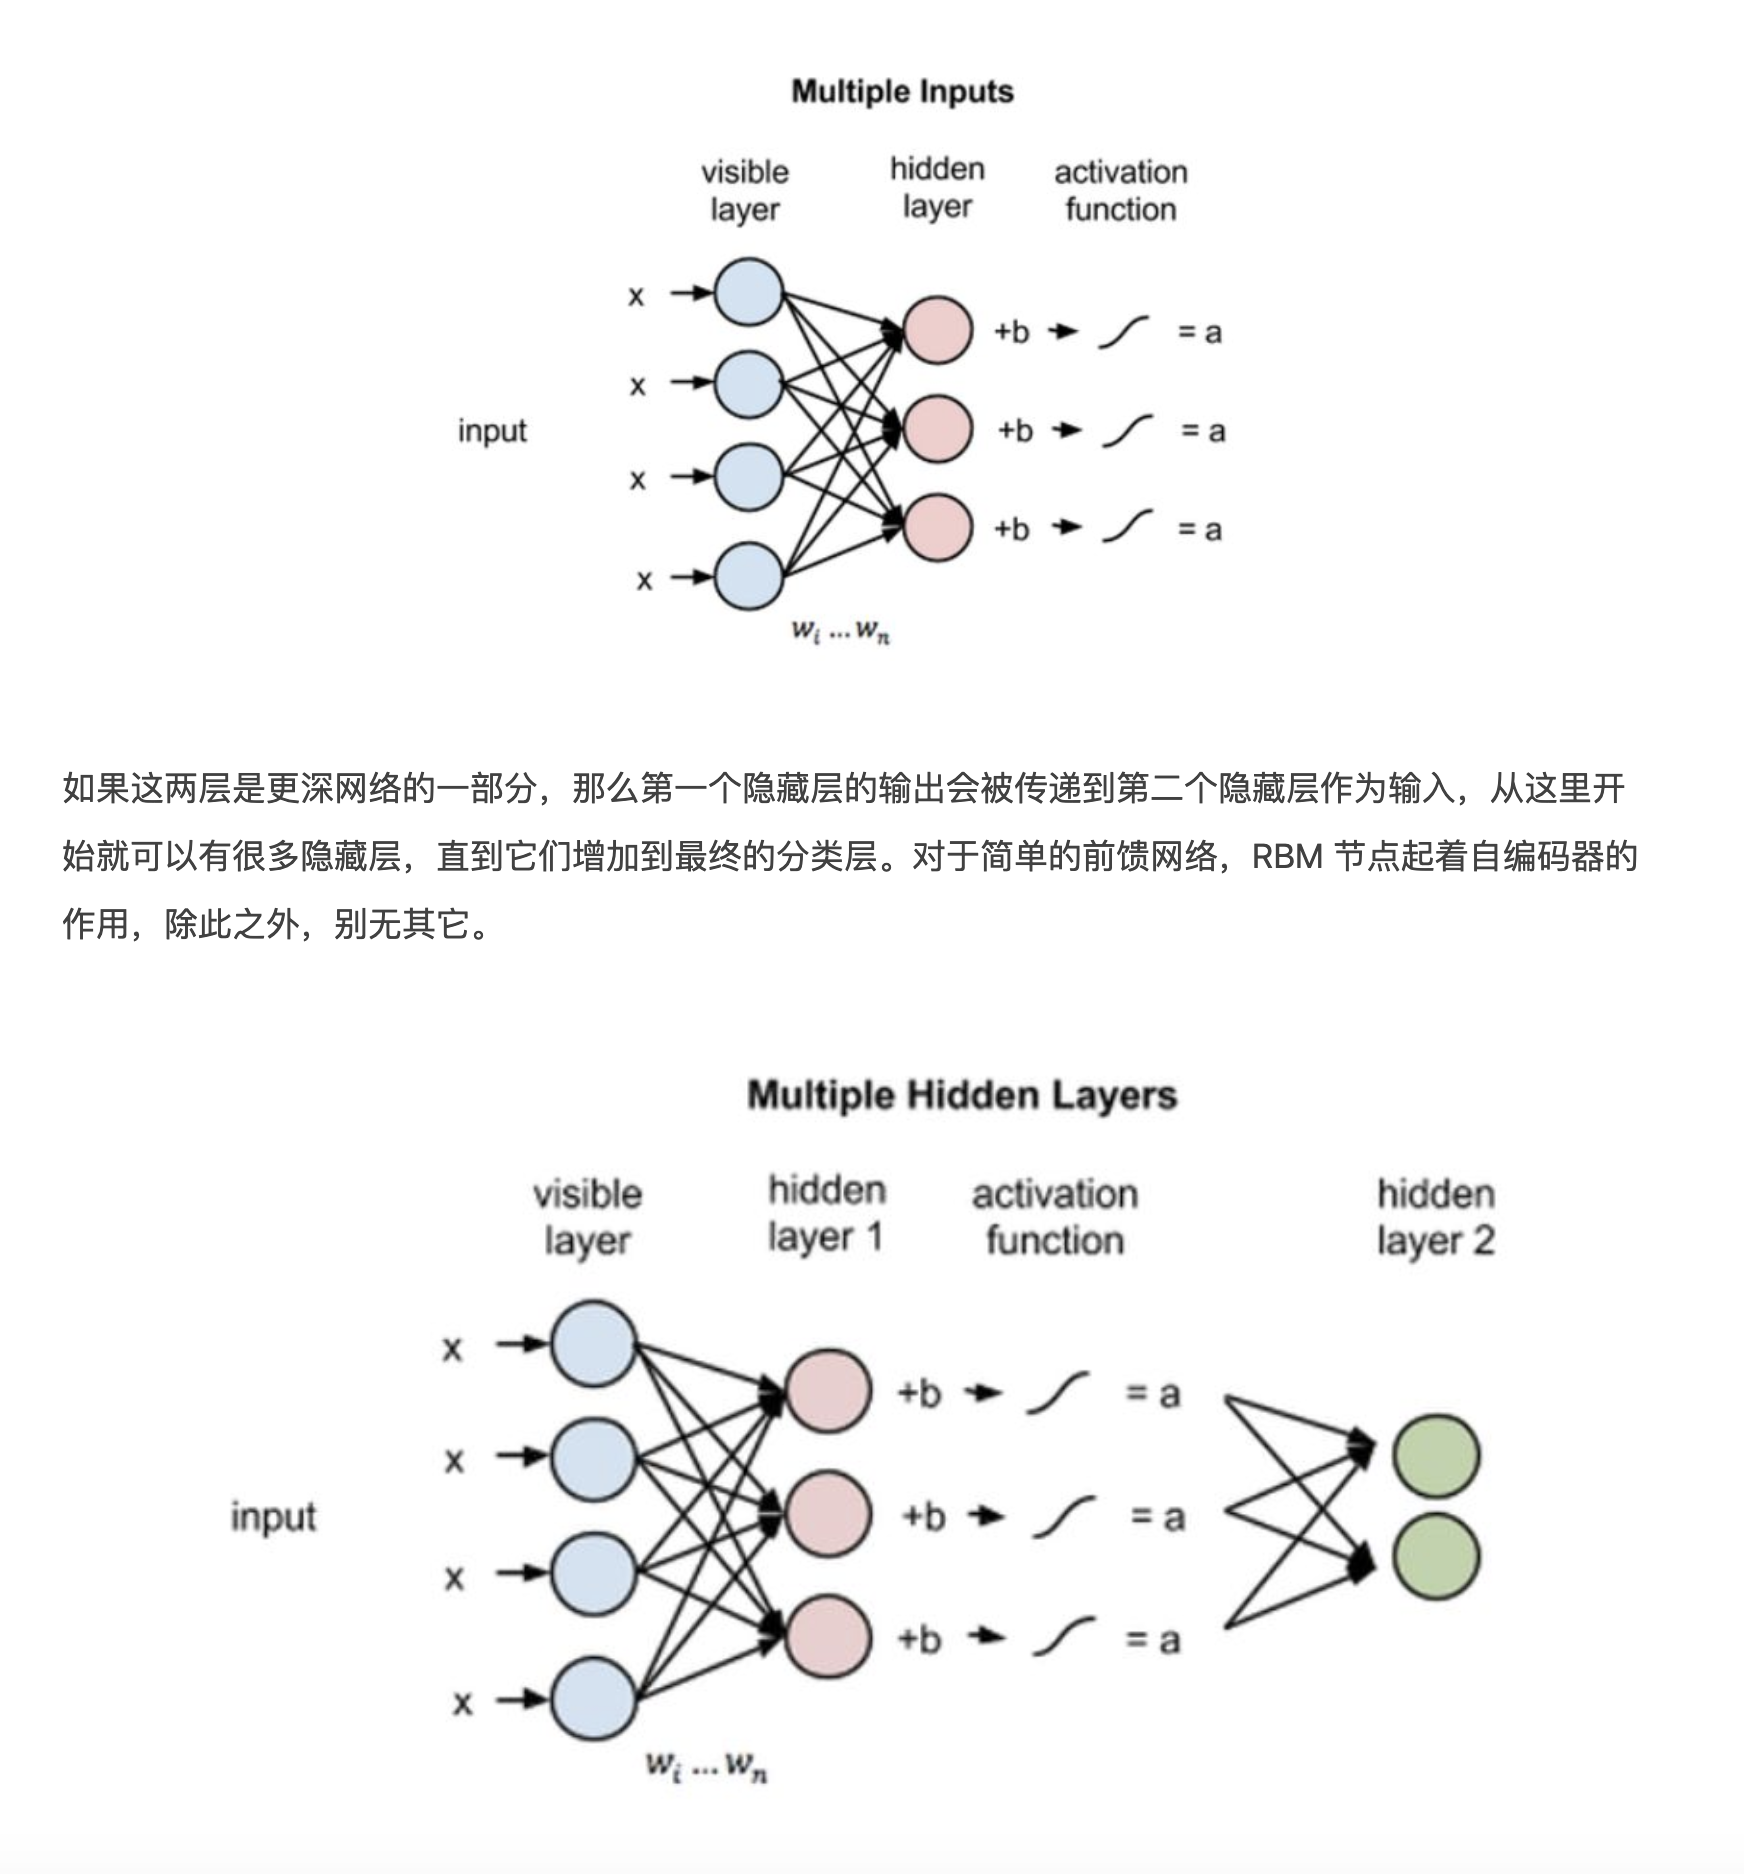 Multiple Inputs
visible layer
hidden layer
activation function
x
+b = a
x
input
+b = a
x
+b = a
x
wᵢ ... wₙ
如果这两层是更深网络的一部分，那么第一个隐藏层的输出会被传递到第二个隐藏层作为输入，从这里开
始就可以有很多隐藏层，直到它们增加到最终的分类层。对于简单的前馈网络，RBM 节点起着自编码器的
作用，除此之外，别无其它。
Multiple Hidden Layers
visible layer
hidden layer 1
activation function
hidden layer 2
x
+b = a
x
input
+b = a
x
+b = a
x
wᵢ ... wₙ